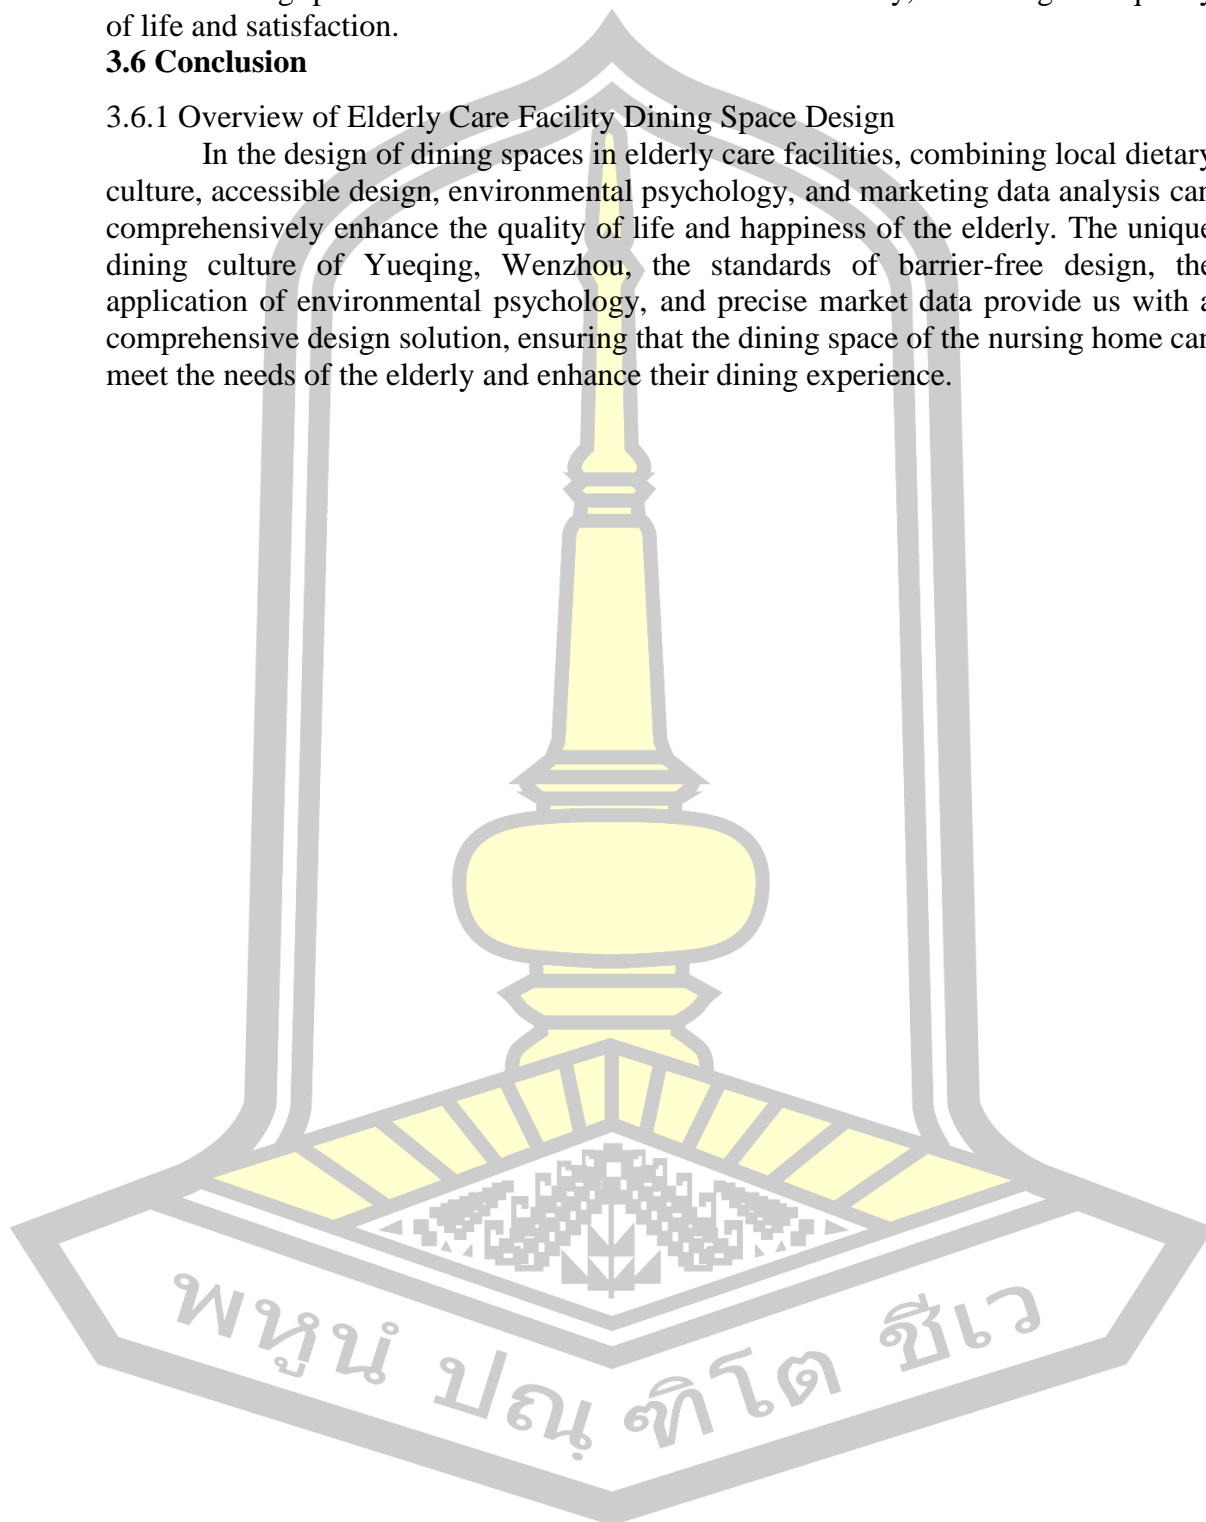 of life and satisfaction.
3.6 Conclusion
3.6.1 Overview of Elderly Care Facility Dining Space Design
In the design of dining spaces in elderly care facilities, combining local dietary
culture, accessible design, environmental psychology, and marketing data analysis can
comprehensively enhance the quality of life and happiness of the elderly. The unique
dining culture of Yueqing, Wenzhou, the standards of barrier-free design, the
application of environmental psychology, and precise market data provide us with a
comprehensive design solution, ensuring that the dining space of the nursing home can
meet the needs of the elderly and enhance their dining experience.
พหูนํ ปณฺฑิโต ชีเว